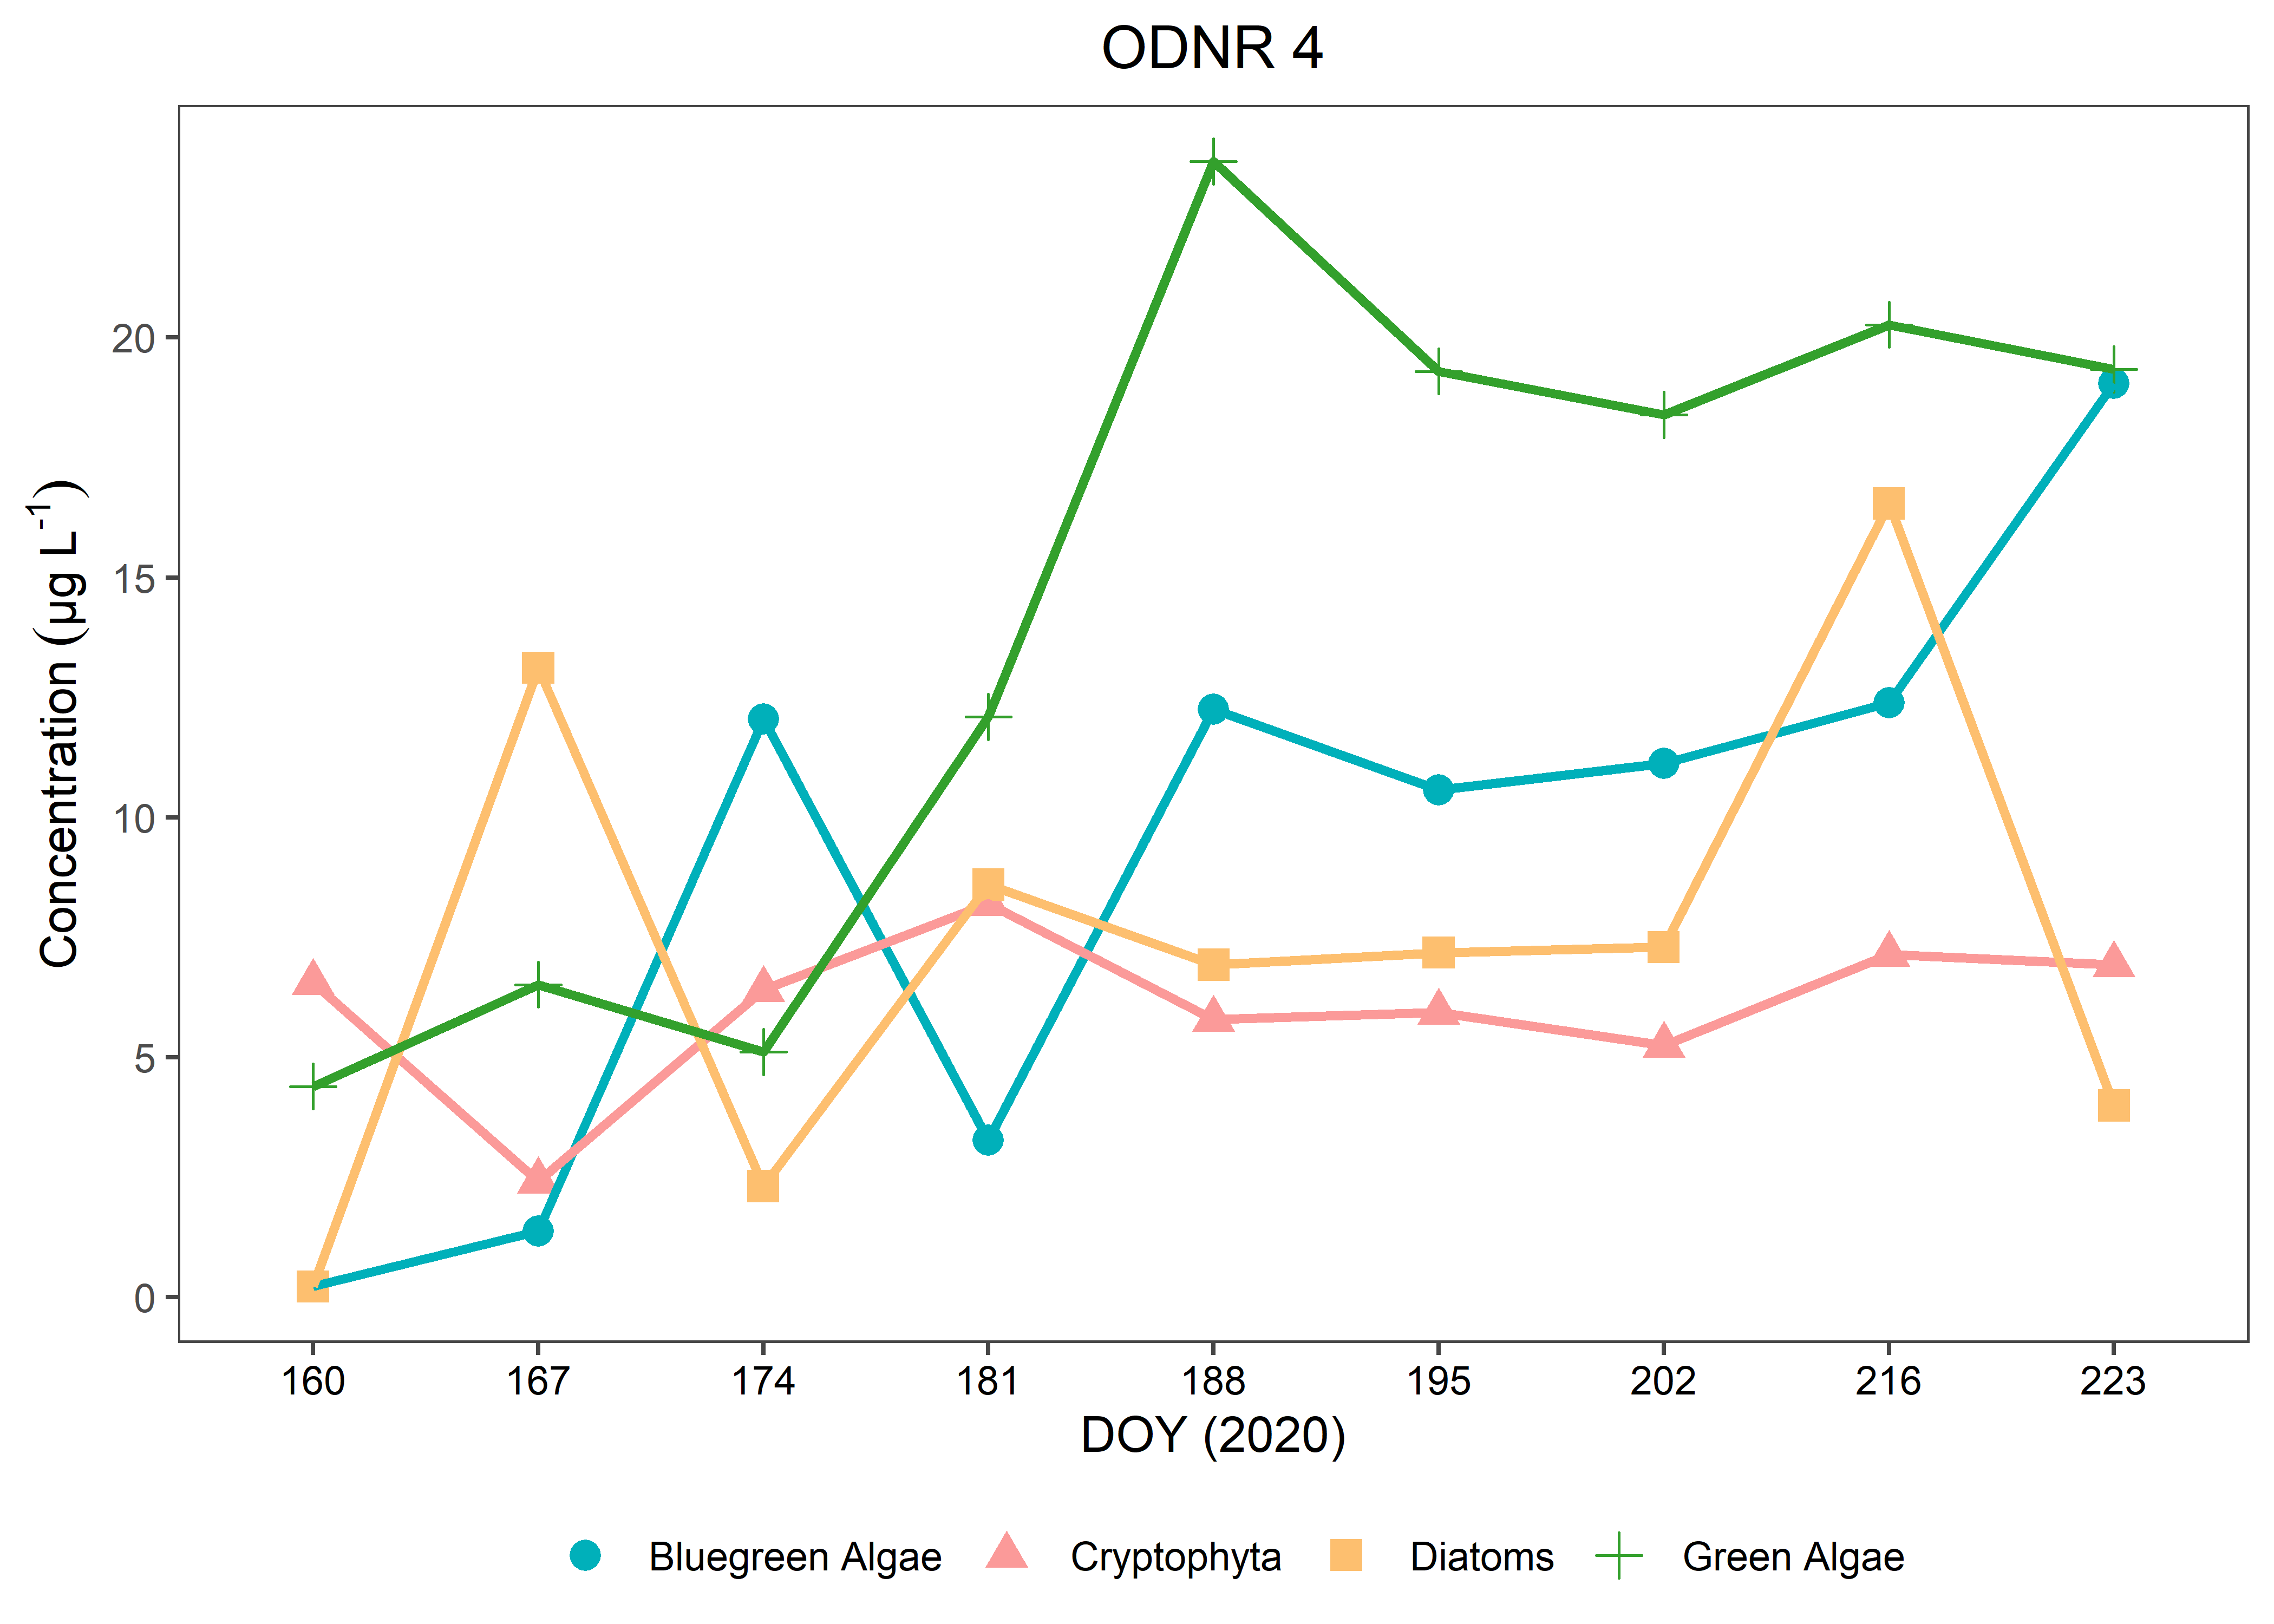 ODNR 4
Concentration (µg L⁻¹)
20
15
10
5
0
160 167 174 181 188 195 202 216 223
DOY (2020)
Bluegreen Algae Cryptophyta Diatoms Green Algae